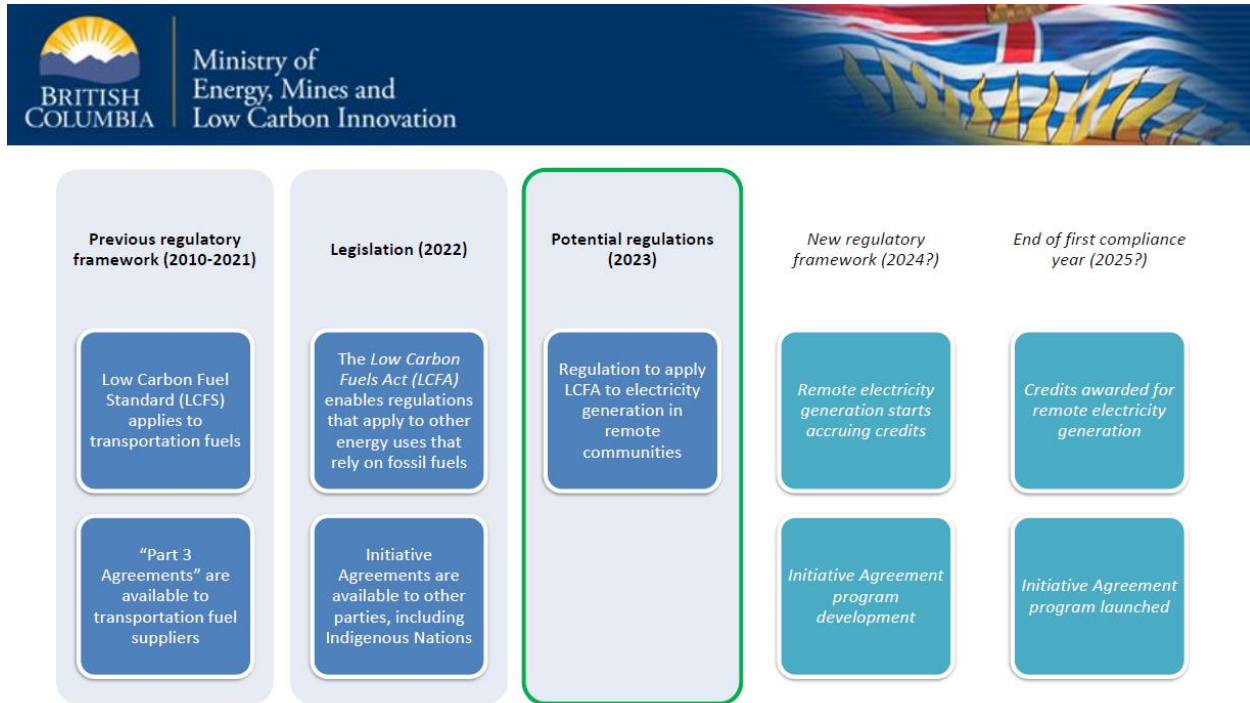 BRITISH
COLUMBIA
Ministry of
Energy, Mines and
Low Carbon Innovation
Previous regulatory
framework (2010-2021)
Low Carbon Fuel
Standard (LCFS)
applies to
transportation fuels
“Part 3
Agreements” are
available to
transportation fuel
suppliers
Legislation (2022)
The Low Carbon
Fuels Act (LCFA)
enables regulations
that apply to other
energy uses that
rely on fossil fuels
Initiative
Agreements are
available to other
parties, including
Indigenous Nations
Potential regulations
(2023)
Regulation to apply
LCFA to electricity
generation in
remote
communities
New regulatory
framework (2024?)
Remote electricity
generation starts
accruing credits
Initiative Agreement
program
development
End of first compliance
year (2025?)
Credits awarded for
remote electricity
generation
Initiative Agreement
program launched